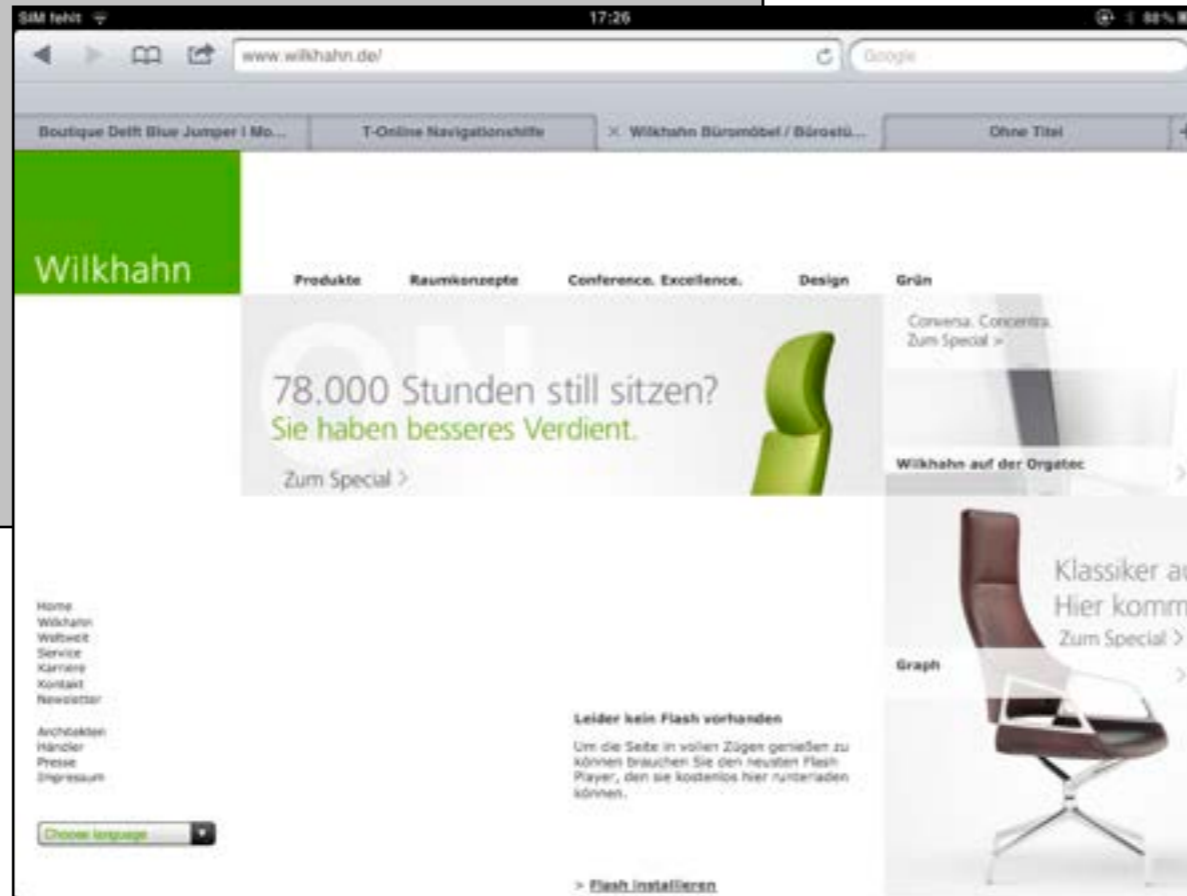 SIM fehlt
17:26
88%
www.wilkhahn.de/
Google
Boutique Delft Blue Jumper I Mo...
T-Online Navigationshilfe
Wilkhahn Büromöbel / Bürostü...
Ohne Titel
Wilkhahn
Produkte
Raumkonzepte
Conference. Excellence.
Design
Grün
ON
78.000 Stunden still sitzen?
Sie haben besseres Verdient.
Zum Special >
Conversa. Concentra.
Zum Special >
Wilkhahn auf der Orgatec
Klassiker au
Hier komm
Zum Special >
Graph
Home
Wilkhahn
Weltweit
Service
Karriere
Kontakt
Newsletter
Architekten
Händler
Presse
Impressum
Choose language
Leider kein Flash vorhanden
Um die Seite in vollen Zügen genießen zu
können brauchen Sie den neusten Flash
Player, den sie kostenlos hier runterladen
können.
> Flash installieren